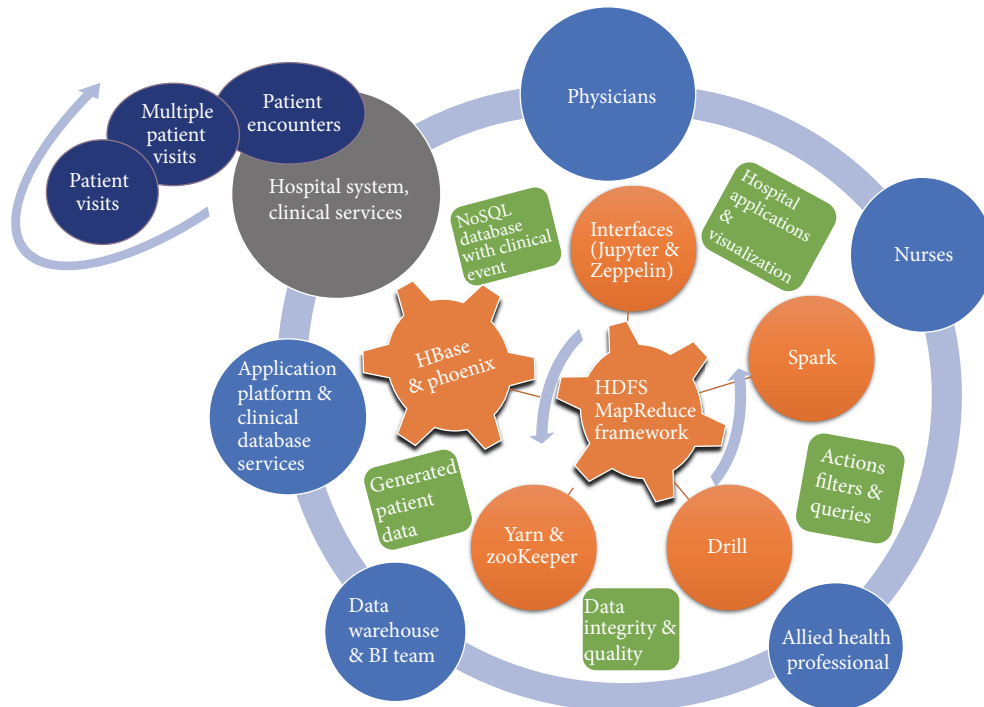 Physicians
Patient
encounters
Multiple
patient
visits
Patient
visits
Hospital system,
clinical services
NoSQL
database
with clinical
event
Interfaces
(Jupyter &
Zeppelin)
Hospital
applications
&
visualization
Nurses
HBase
& phoenix
HDFS
MapReduce
framework
Spark
Application
platform &
clinical
database
services
Generated
patient
data
Actions
filters &
queries
Yarn &
zooKeeper
Drill
Data
warehouse
& BI team
Data
integrity &
quality
Allied health
professional